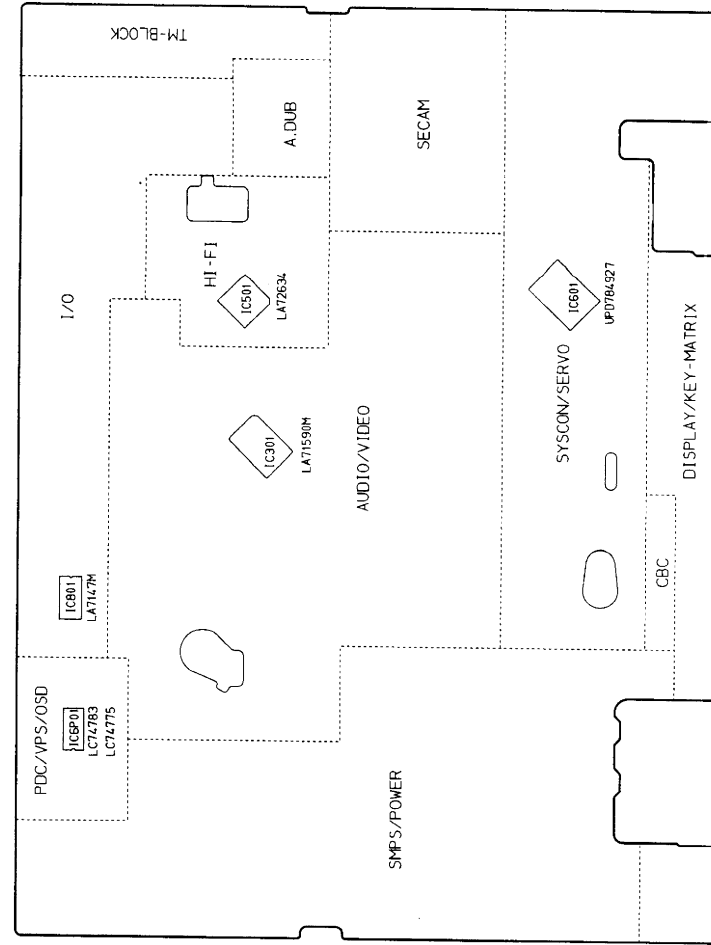 TM-BLOCK
A.DUB
SECAM
HI-FI
IC501
LA72634
I/O
IC601
UPD784927
IC301
LA71590M
AUDIO/VIDEO
SYSCON/SERVO
DISPLAY/KEY-MATRIX
IC801
LA7147M
CBC
PDC/VPS/OSD
IC6P01
LC74783
LC74775
SMPS/POWER